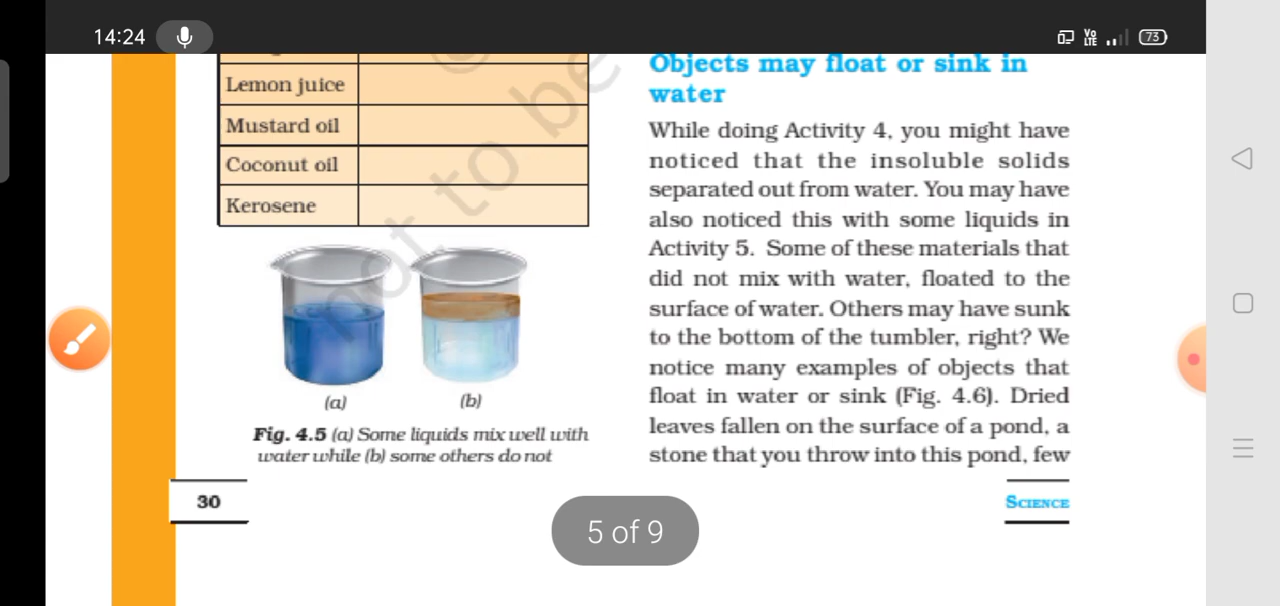 14:24
Vo
LTE
73
Lemon juice
Mustard oil
Coconut oil
Kerosene
not to be
(a)
(b)
Fig. 4.5 (a) Some liquids mix well with
water while (b) some others do not
30
Objects may float or sink in
water
While doing Activity 4, you might have
noticed that the insoluble solids
separated out from water. You may have
also noticed this with some liquids in
Activity 5. Some of these materials that
did not mix with water, floated to the
surface of water. Others may have sunk
to the bottom of the tumbler, right? We
notice many examples of objects that
float in water or sink (Fig. 4.6). Dried
leaves fallen on the surface of a pond, a
stone that you throw into this pond, few
SCIENCE
5 of 9